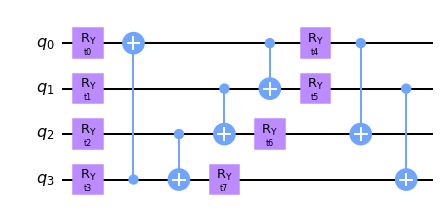 q0 RY t0 RY t4
q1 RY t1 RY t5
q2 RY t2 RY t6
q3 RY t3 RY t7